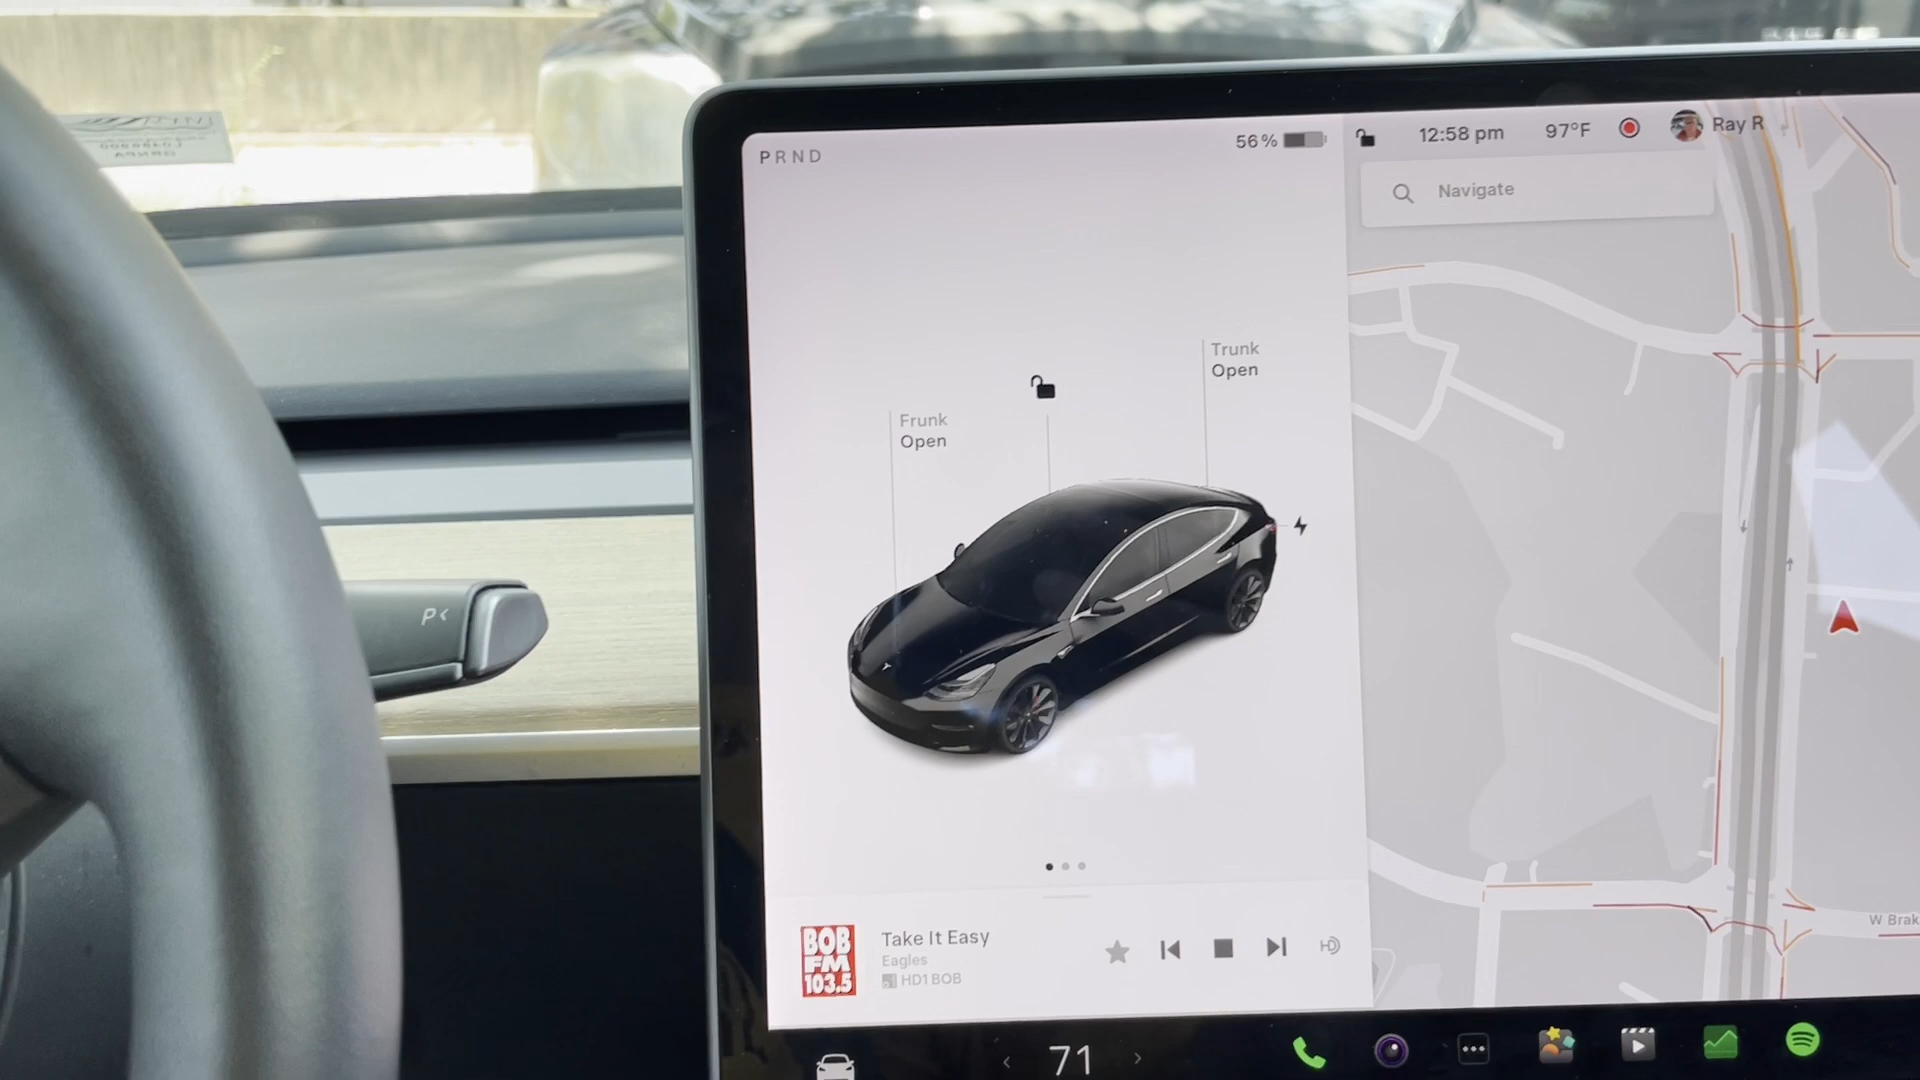 PRND
56%
12:58 pm
97°F
Ray R
Navigate
Trunk
Open
Frunk
Open
P<
BOB
FM
103.5
Take It Easy
Eagles
HD1 BOB
HD
W Brak
< 71 >